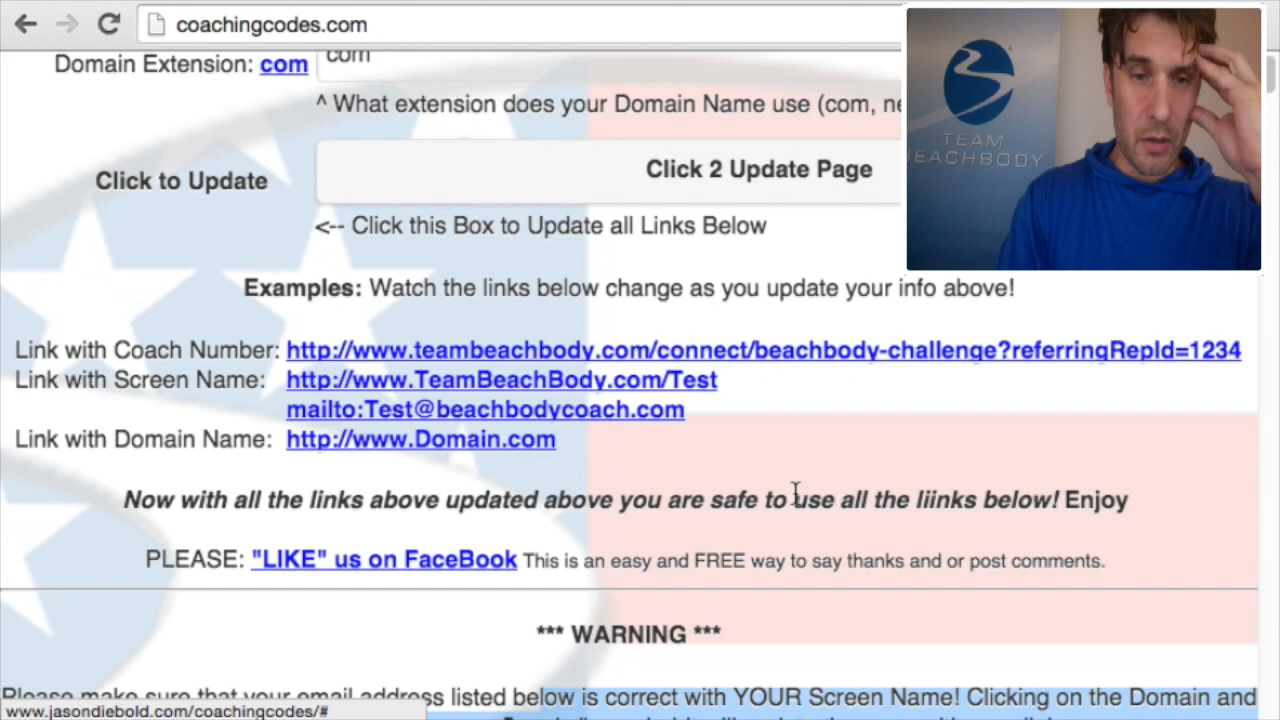 coachingcodes.com
Domain Extension: com
com
^ What extension does your Domain Name use (com, ne
Click to Update
Click 2 Update Page
<-- Click this Box to Update all Links Below
TEAM
BEACHBODY
Examples: Watch the links below change as you update your info above!
Link with Coach Number: http://www.teambeachbody.com/connect/beachbody-challenge?referringRepId=1234
Link with Screen Name: http://www.TeamBeachBody.com/Test
mailto:Test@beachbodycoach.com
Link with Domain Name: http://www.Domain.com
Now with all the links above updated above you are safe to use all the liinks below! Enjoy
PLEASE: "LIKE" us on FaceBook This is an easy and FREE way to say thanks and or post comments.
*** WARNING ***
Please make sure that your email address listed below is correct with YOUR Screen Name! Clicking on the Domain and
www.jasondiebold.com/coachingcodes/#